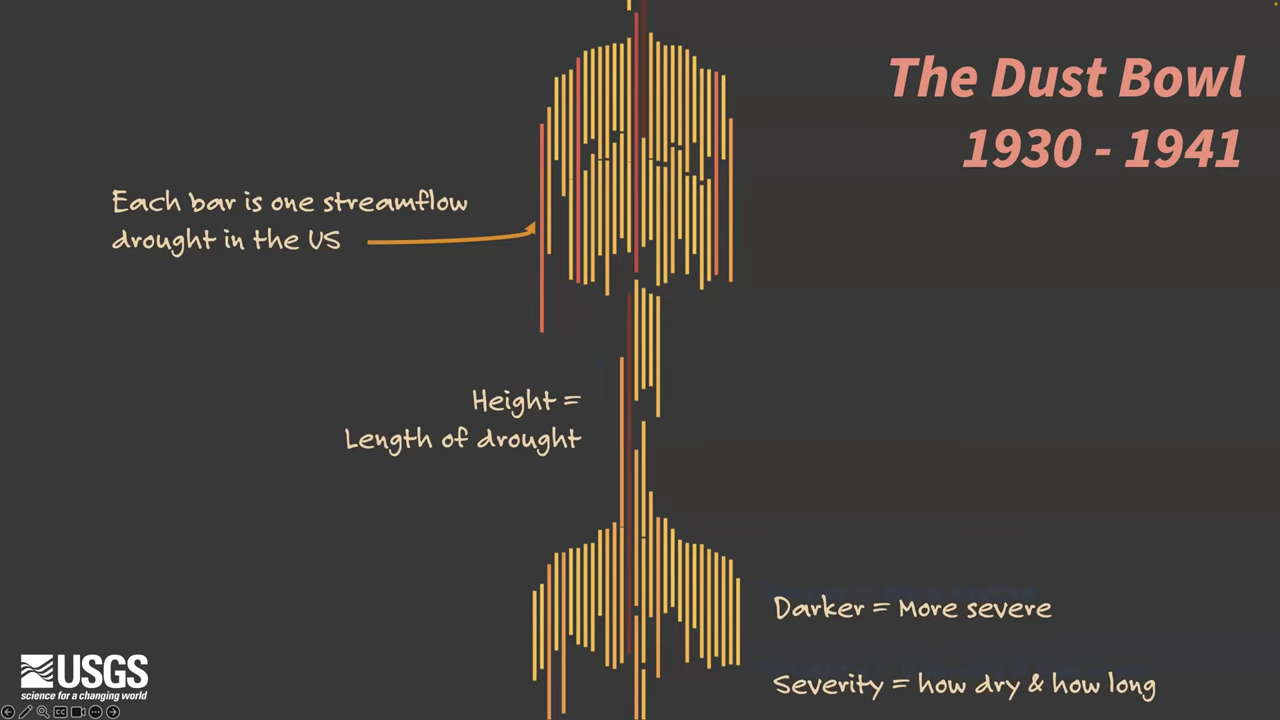 The Dust Bowl
1930 - 1941
Each bar is one streamflow
drought in the US
Height =
Length of drought
Darker = More severe
Severity = how dry & how long
USGS
science for a changing world